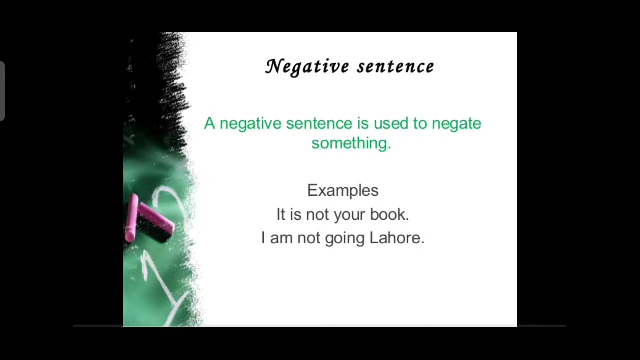 Negative sentence
A negative sentence is used to negate
something.
Examples
It is not your book.
I am not going Lahore.